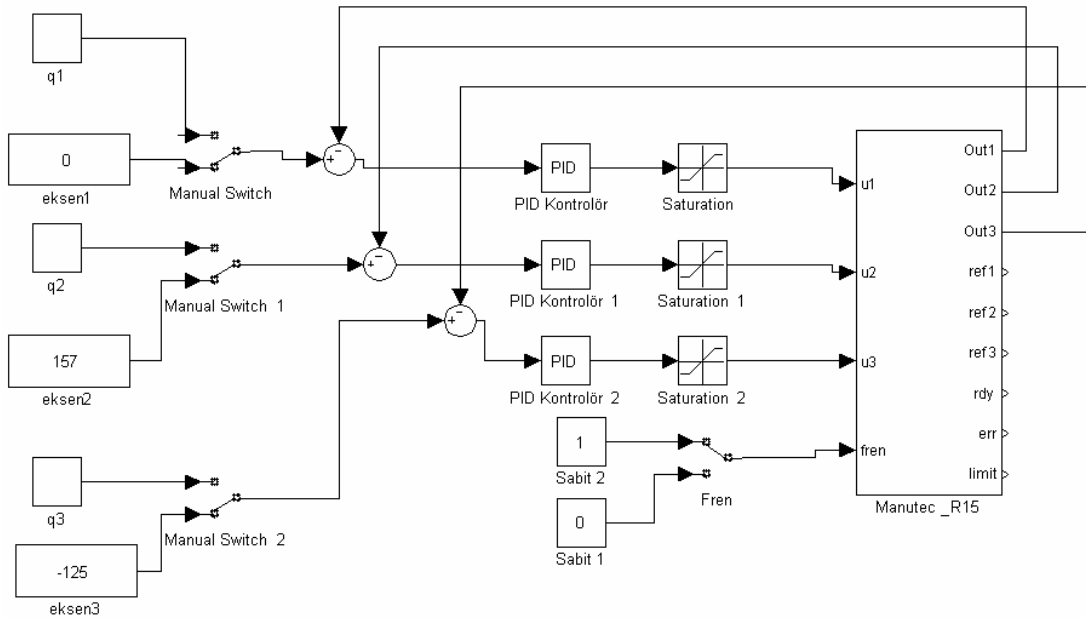 q1
0
eksen1
Manual Switch
q2
157
eksen2
Manual Switch 1
q3
-125
eksen3
Manual Switch 2
+
−
+
−
+
−
PID
PID Kontrolör
Saturation
PID
PID Kontrolör 1
Saturation 1
PID
PID Kontrolör 2
Saturation 2
1
Sabit 2
0
Sabit 1
Fren
u1
u2
u3
fren
Out1
Out2
Out3
ref1
ref2
ref3
rdy
err
limit
Manutec _R15